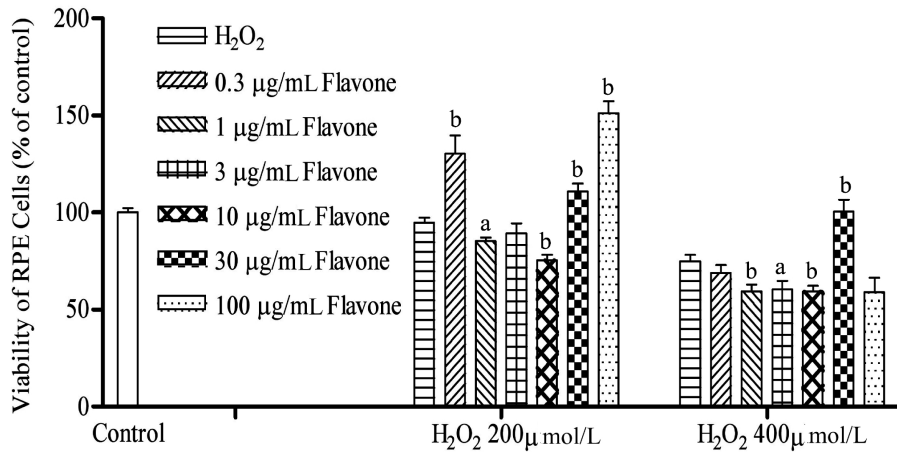 Viability of RPE Cells (% of control)
200
150
100
50
0
H₂O₂
0.3 μg/mL Flavone
1 μg/mL Flavone
3 μg/mL Flavone
10 μg/mL Flavone
30 μg/mL Flavone
100 μg/mL Flavone
b
a
b
b
b
b
a
b
b
Control
H₂O₂ 200μ mol/L
H₂O₂ 400μ mol/L